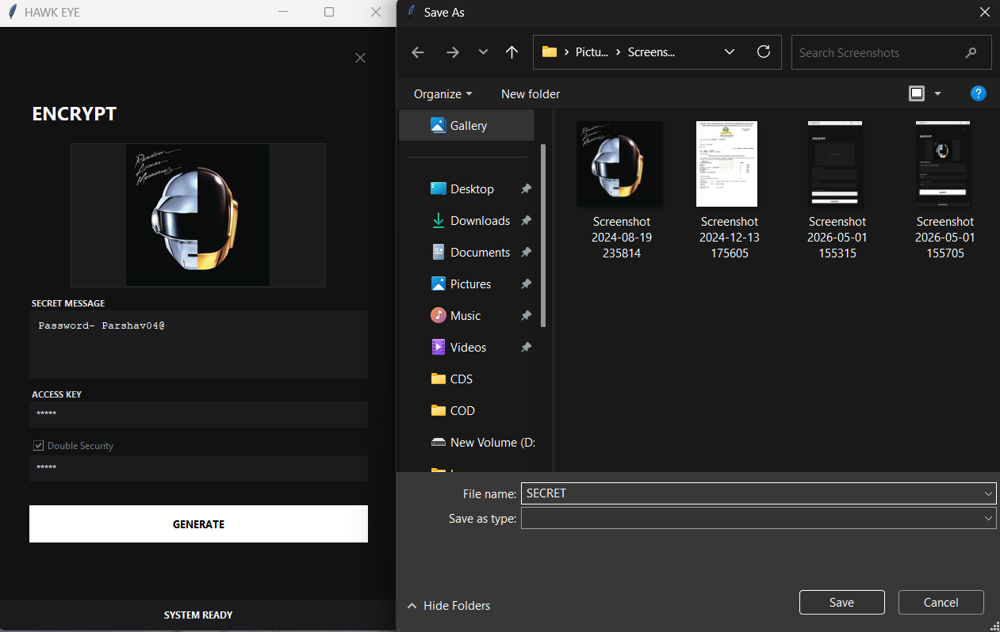 HAWK EYE
ENCRYPT
Random
Access
Memories
SECRET MESSAGE
Password- Parshav04@
ACCESS KEY
*****
Double Security
*****
GENERATE
SYSTEM READY
Save As
Pictu...
Screens...
Search Screenshots
Organize
New folder
?
Gallery
Desktop
Downloads
Documents
Pictures
Music
Videos
CDS
COD
New Volume (D:
Screenshot
2024-08-19
235814
Screenshot
2024-12-13
175605
Screenshot
2026-05-01
155315
Screenshot
2026-05-01
155705
File name: SECRET
Save as type:
Hide Folders
Save
Cancel